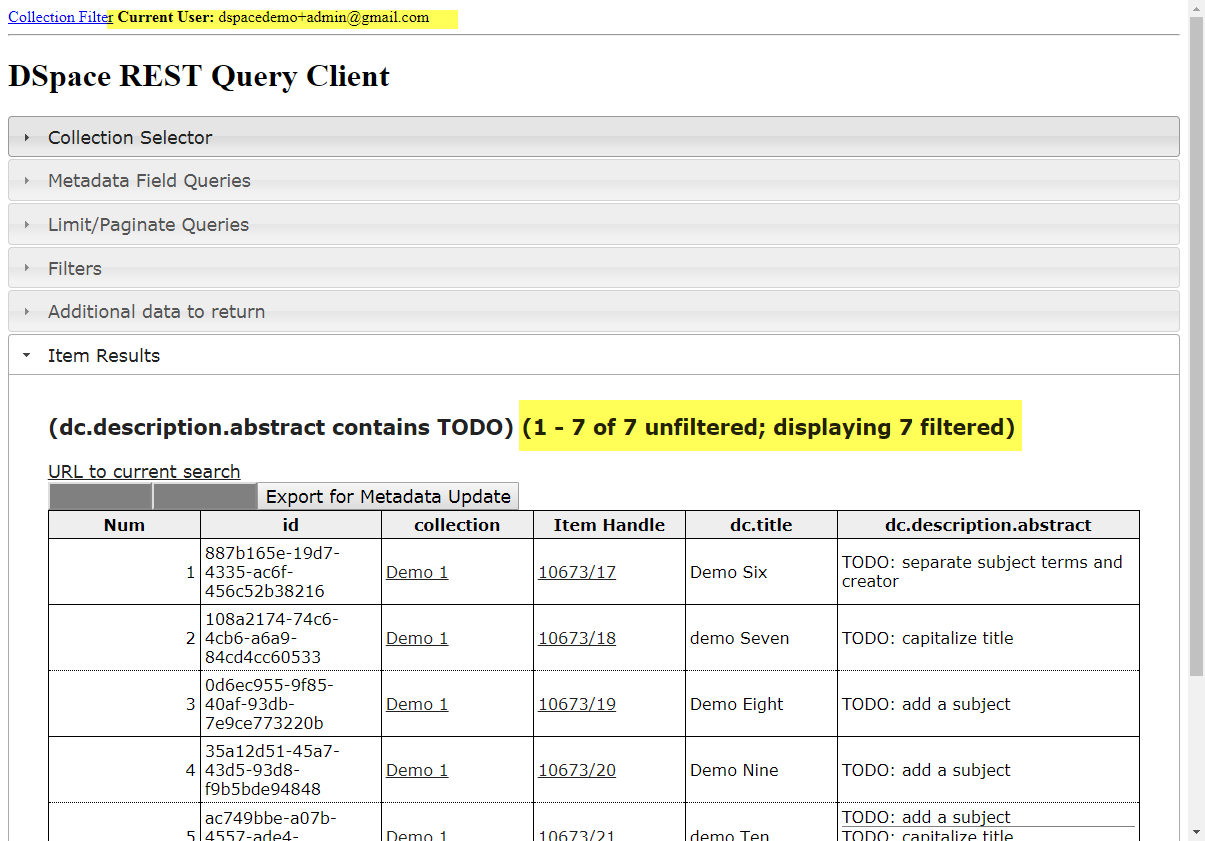 Collection Filter Current User: dspacedemo+admin@gmail.com
DSpace REST Query Client
Collection Selector
Metadata Field Queries
Limit/Paginate Queries
Filters
Additional data to return
Item Results
(dc.description.abstract contains TODO) (1 - 7 of 7 unfiltered; displaying 7 filtered)
URL to current search
Export for Metadata Update
Num id collection Item Handle dc.title dc.description.abstract
887b165e-19d7-
1 4335-ac6f- Demo 1 10673/17 Demo Six TODO: separate subject terms and
456c52b38216 creator
108a2174-74c6-
2 4cb6-a6a9- Demo 1 10673/18 demo Seven TODO: capitalize title
84cd4cc60533
0d6ec955-9f85-
3 40af-93db- Demo 1 10673/19 Demo Eight TODO: add a subject
7e9ce773220b
35a12d51-45a7-
4 43d5-93d8- Demo 1 10673/20 Demo Nine TODO: add a subject
f9b5bde94848
ac749bbe-a07b- TODO: add a subject
5 4557-ade4- Demo 1 10673/21 demo Ten TODO: capitalize title